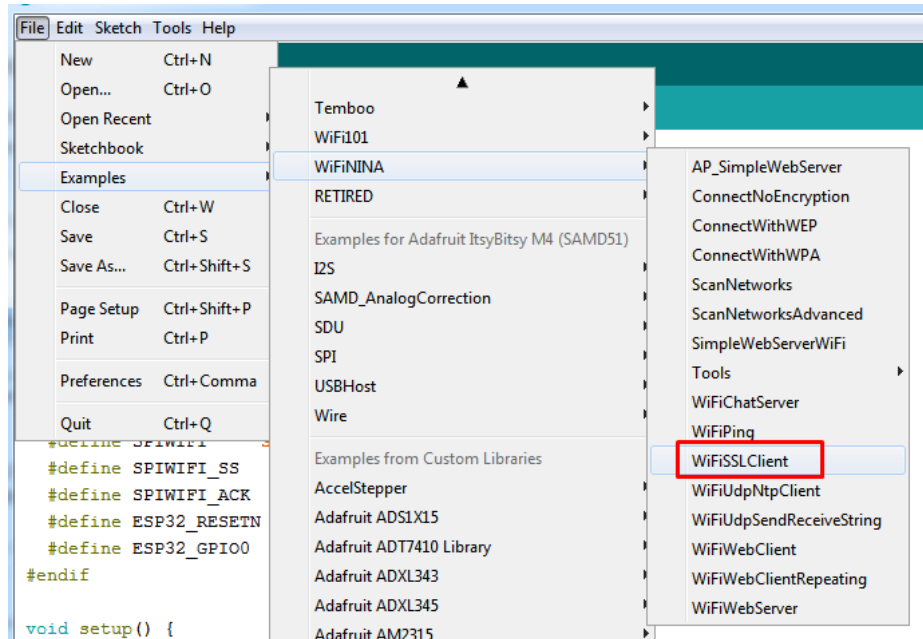 File Edit Sketch Tools Help
New Ctrl+N
Open... Ctrl+O
Open Recent
Sketchbook
Examples
Close Ctrl+W
Save Ctrl+S
Save As... Ctrl+Shift+S
Page Setup Ctrl+Shift+P
Print Ctrl+P
Preferences Ctrl+Comma
Quit Ctrl+Q
Temboo
WiFi101
WiFiNINA
RETIRED
Examples for Adafruit ItsyBitsy M4 (SAMD51)
I2S
SAMD_AnalogCorrection
SDU
SPI
USBHost
Wire
Examples from Custom Libraries
AccelStepper
Adafruit ADS1X15
Adafruit ADT7410 Library
Adafruit ADXL343
Adafruit ADXL345
Adafruit AM2315
AP_SimpleWebServer
ConnectNoEncryption
ConnectWithWEP
ConnectWithWPA
ScanNetworks
ScanNetworksAdvanced
SimpleWebServerWiFi
Tools
WiFiChatServer
WiFiPing
WiFiSSLClient
WiFiUdpNtpClient
WiFiUdpSendReceiveString
WiFiWebClient
WiFiWebClientRepeating
WiFiWebServer
#define SPIWIFI
#define SPIWIFI_SS
#define SPIWIFI_ACK
#define ESP32_RESETN
#define ESP32_GPIO0
#endif
void setup() {